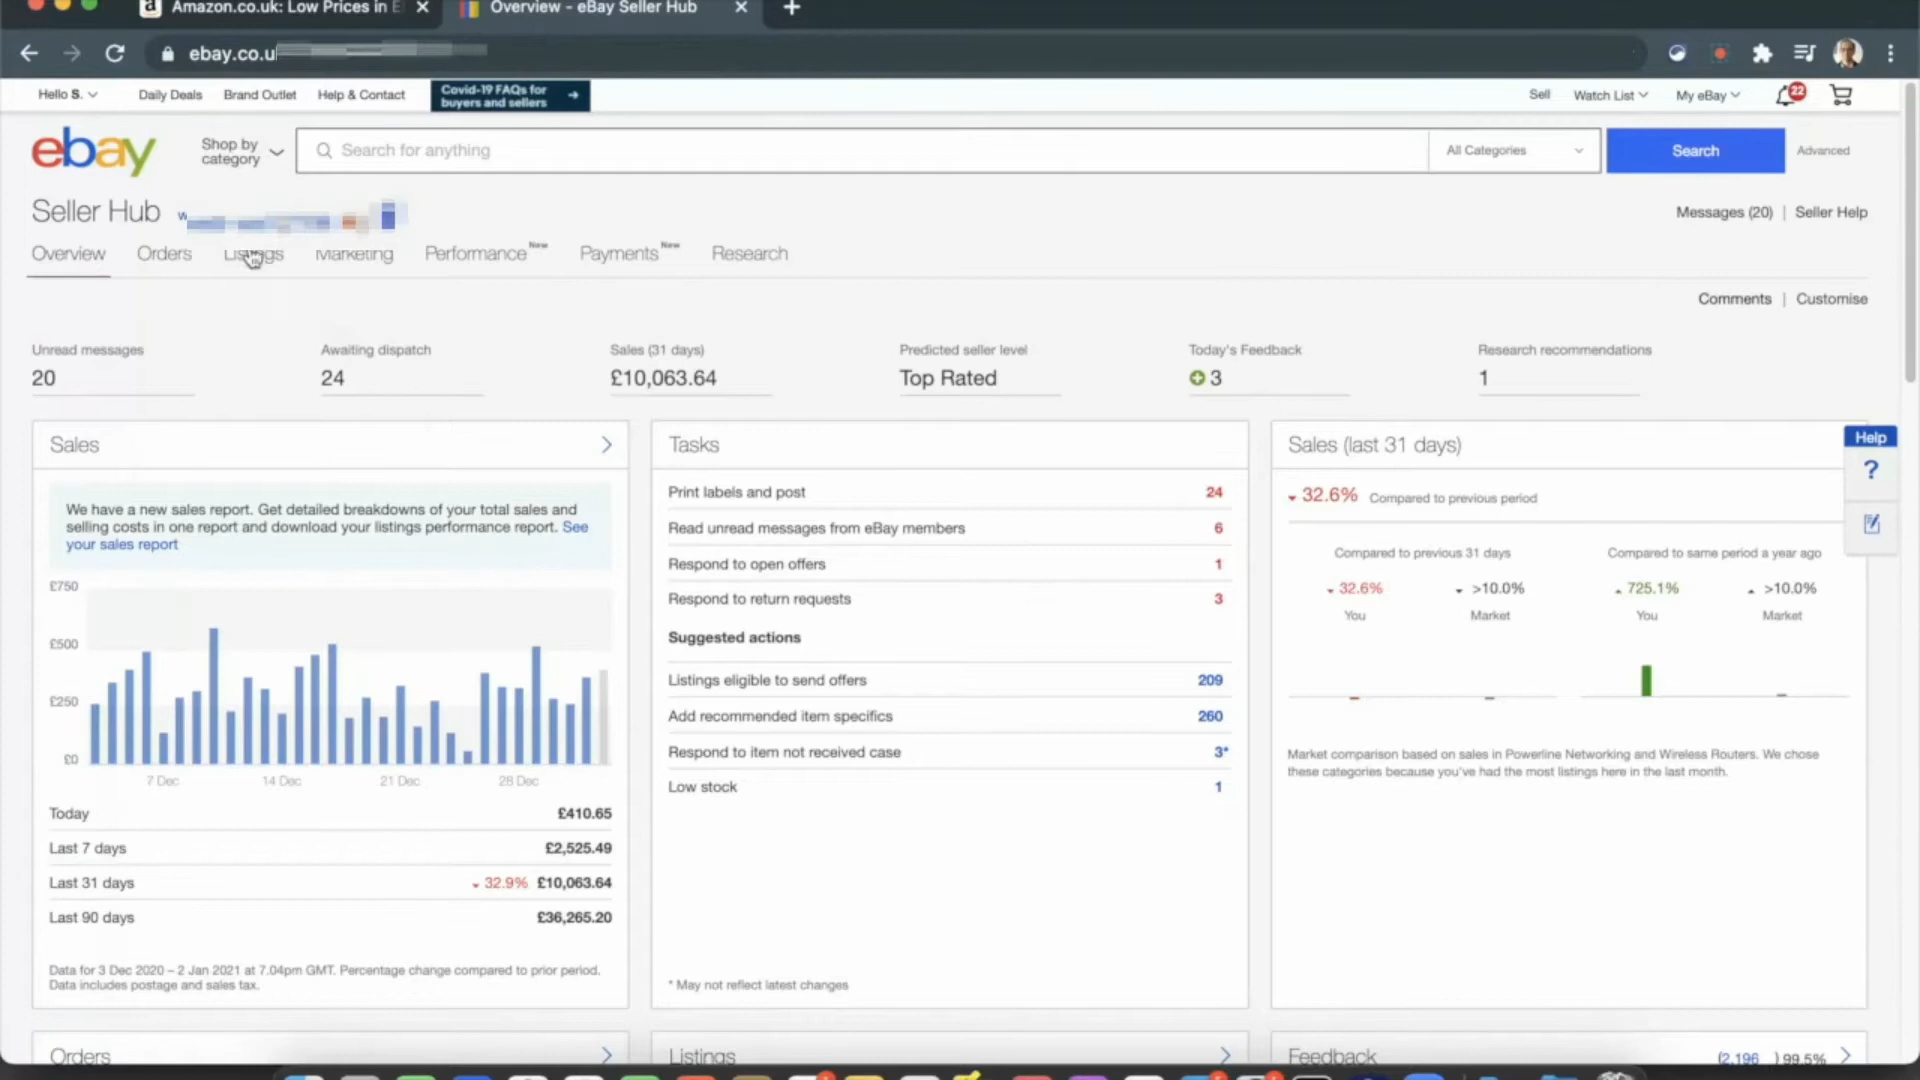 Amazon.co.uk: Low Prices in E
Overview - eBay Seller Hub
ebay.co.u
Hello S.
Daily Deals
Brand Outlet
Help & Contact
Covid-19 FAQs for
buyers and sellers
Sell
Watch List
My eBay
22
ebay
Shop by
category
Search for anything
All Categories
Search
Advanced
Seller Hub
Messages (20) | Seller Help
Overview
Orders
Listings
Marketing
Performance New
Payments New
Research
Comments | Customise
Unread messages
20
Awaiting dispatch
24
Sales (31 days)
£10,063.64
Predicted seller level
Top Rated
Today's Feedback
3
Research recommendations
1
Sales
We have a new sales report. Get detailed breakdowns of your total sales and
selling costs in one report and download your listings performance report. See
your sales report
£750
£500
£250
£0
7 Dec
14 Dec
21 Dec
28 Dec
Today £410.65
Last 7 days £2,525.49
Last 31 days 32.9% £10,063.64
Last 90 days £36,265.20
Data for 3 Dec 2020 – 2 Jan 2021 at 7.04pm GMT. Percentage change compared to prior period.
Data includes postage and sales tax.
Tasks
Print labels and post 24
Read unread messages from eBay members 6
Respond to open offers 1
Respond to return requests 3
Suggested actions
Listings eligible to send offers 209
Add recommended item specifics 260
Respond to item not received case 3*
Low stock 1
* May not reflect latest changes
Sales (last 31 days)
32.6% Compared to previous period
Compared to previous 31 days
32.6%
You
>10.0%
Market
Compared to same period a year ago
725.1%
You
>10.0%
Market
Market comparison based on sales in Powerline Networking and Wireless Routers. We chose
these categories because you've had the most listings here in the last month.
Help
?
Orders
Listings
Feedback
(2,196 ) 99.5%